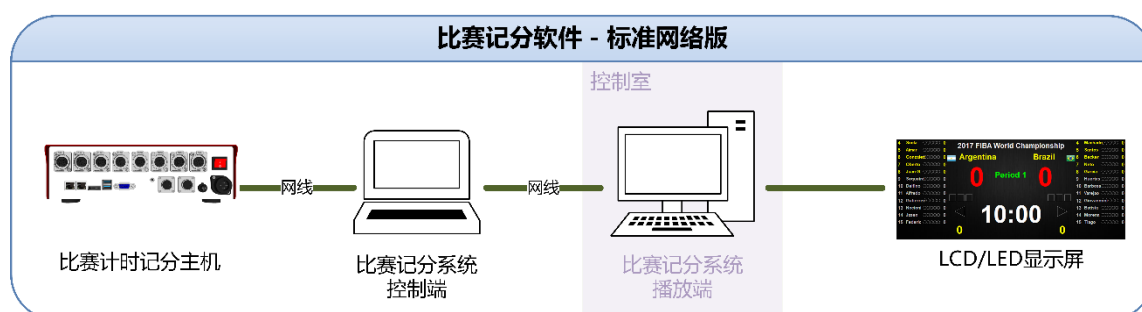 比赛记分软件 - 标准网络版
控制室
网线
网线
比赛计时记分主机
比赛记分系统
控制端
比赛记分系统
播放端
LCD/LED显示屏
2017 FIBA World Championship
Argentina
Brazil
0
Period 1
0
10:00
0
0